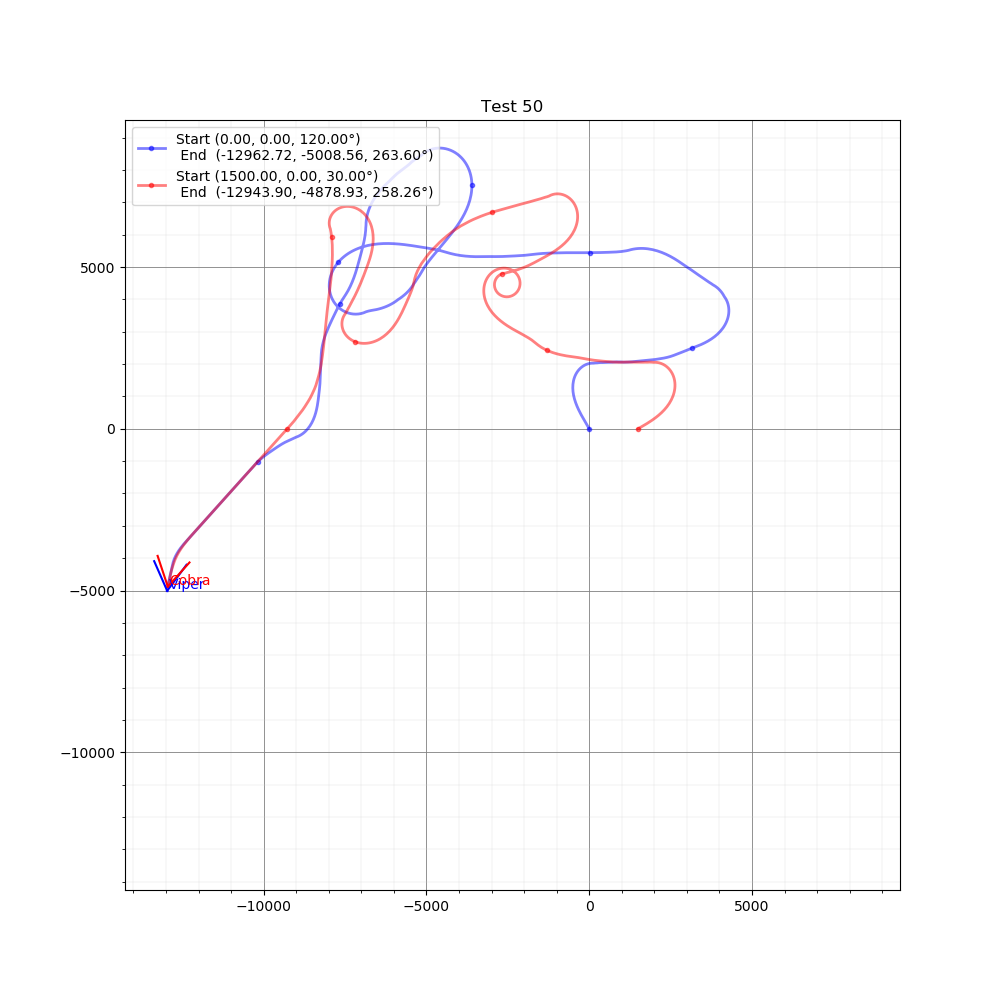 Test 50
Start (0.00, 0.00, 120.00°)
End (-12962.72, -5008.56, 263.60°)
Start (1500.00, 0.00, 30.00°)
End (-12943.90, -4878.93, 258.26°)
5000
0
−5000
−10000
Cobra
Viper
−10000
−5000
0
5000